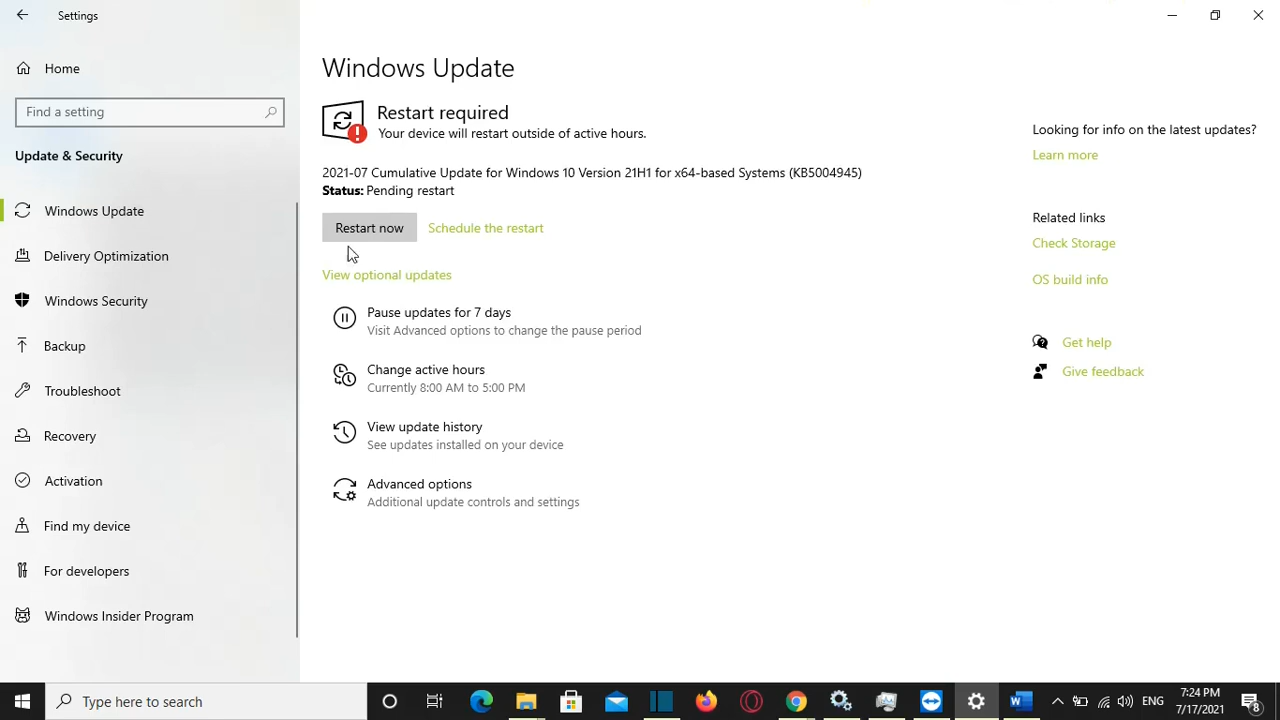 Settings
Home
Find a setting
Update & Security
Windows Update
Delivery Optimization
Windows Security
Backup
Troubleshoot
Recovery
Activation
Find my device
For developers
Windows Insider Program
Windows Update
Restart required
Your device will restart outside of active hours.
2021-07 Cumulative Update for Windows 10 Version 21H1 for x64-based Systems (KB5004945)
Status: Pending restart
Restart now
Schedule the restart
View optional updates
Pause updates for 7 days
Visit Advanced options to change the pause period
Change active hours
Currently 8:00 AM to 5:00 PM
View update history
See updates installed on your device
Advanced options
Additional update controls and settings
Looking for info on the latest updates?
Learn more
Related links
Check Storage
OS build info
Get help
Give feedback
Type here to search
ENG
7:24 PM
7/17/2021
8